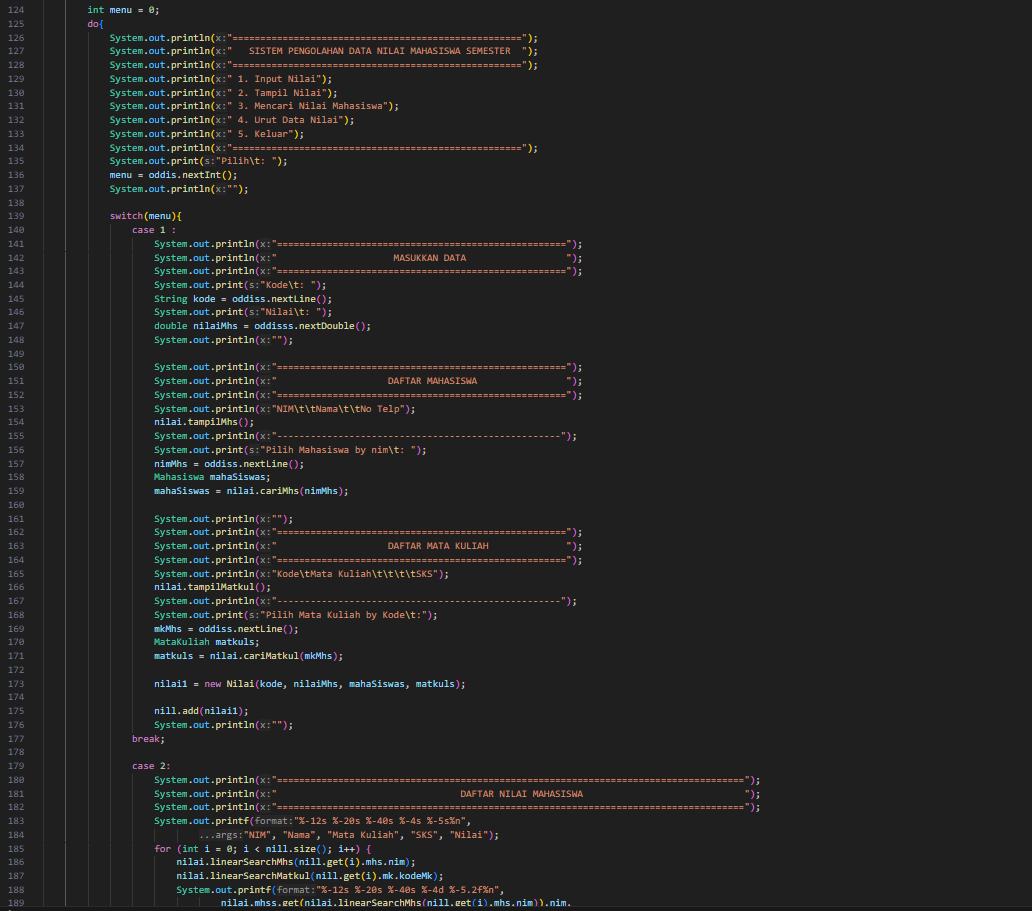 124 int menu = 0;
125 do{
126 System.out.println(x:"=====================================================");
127 System.out.println(x:"   SISTEM PENGOLAHAN DATA NILAI MAHASISWA SEMESTER  ");
128 System.out.println(x:"=====================================================");
129 System.out.println(x:" 1. Input Nilai");
130 System.out.println(x:" 2. Tampil Nilai");
131 System.out.println(x:" 3. Mencari Nilai Mahasiswa");
132 System.out.println(x:" 4. Urut Data Nilai");
133 System.out.println(x:" 5. Keluar");
134 System.out.println(x:"=====================================================");
135 System.out.print(s:"Pilih\t: ");
136 menu = oddis.nextInt();
137 System.out.println(x:"");
138
139 switch(menu){
140 case 1 :
141 System.out.println(x:"=====================================================");
142 System.out.println(x:"                     MASUKKAN DATA                  ");
143 System.out.println(x:"=====================================================");
144 System.out.print(s:"Kode\t: ");
145 String kode = oddiss.nextLine();
146 System.out.print(s:"Nilai\t: ");
147 double nilaiMhs = oddisss.nextDouble();
148 System.out.println(x:"");
149
150 System.out.println(x:"=====================================================");
151 System.out.println(x:"                    DAFTAR MAHASISWA                ");
152 System.out.println(x:"=====================================================");
153 System.out.println(x:"NIM\t\tNama\t\tNo Telp");
154 nilai.tampilMhs();
155 System.out.println(x:"----------------------------------------------------");
156 System.out.print(s:"Pilih Mahasiswa by nim\t: ");
157 nimMhs = oddiss.nextLine();
158 Mahasiswa mahaSiswas;
159 mahaSiswas = nilai.cariMhs(nimMhs);
160
161 System.out.println(x:"");
162 System.out.println(x:"=====================================================");
163 System.out.println(x:"                    DAFTAR MATA KULIAH              ");
164 System.out.println(x:"=====================================================");
165 System.out.println(x:"Kode\tMata Kuliah\t\t\t\tSKS");
166 nilai.tampilMatkul();
167 System.out.println(x:"----------------------------------------------------");
168 System.out.print(s:"Pilih Mata Kuliah by Kode\t:");
169 mkMhs = oddiss.nextLine();
170 MataKuliah matkuls;
171 matkuls = nilai.cariMatkul(mkMhs);
172
173 nilai1 = new Nilai(kode, nilaiMhs, mahaSiswas, matkuls);
174
175 nill.add(nilai1);
176 System.out.println(x:"");
177 break;
178
179 case 2:
180 System.out.println(x:"=====================================================================================");
181 System.out.println(x:"                                 DAFTAR NILAI MAHASISWA                              ");
182 System.out.println(x:"=====================================================================================");
183 System.out.printf(format:"%-12s %-20s %-40s %-4s %-5s%n",
184 ...args:"NIM", "Nama", "Mata Kuliah", "SKS", "Nilai");
185 for (int i = 0; i < nill.size(); i++) {
186 nilai.linearSearchMhs(nill.get(i).mhs.nim);
187 nilai.linearSearchMatkul(nill.get(i).mk.kodeMk);
188 System.out.printf(format:"%-12s %-20s %-40s %-4d %-5.2f%n",
189 nilai.mhss.get(nilai.linearSearchMhs(nill.get(i).mhs.nim)).nim,